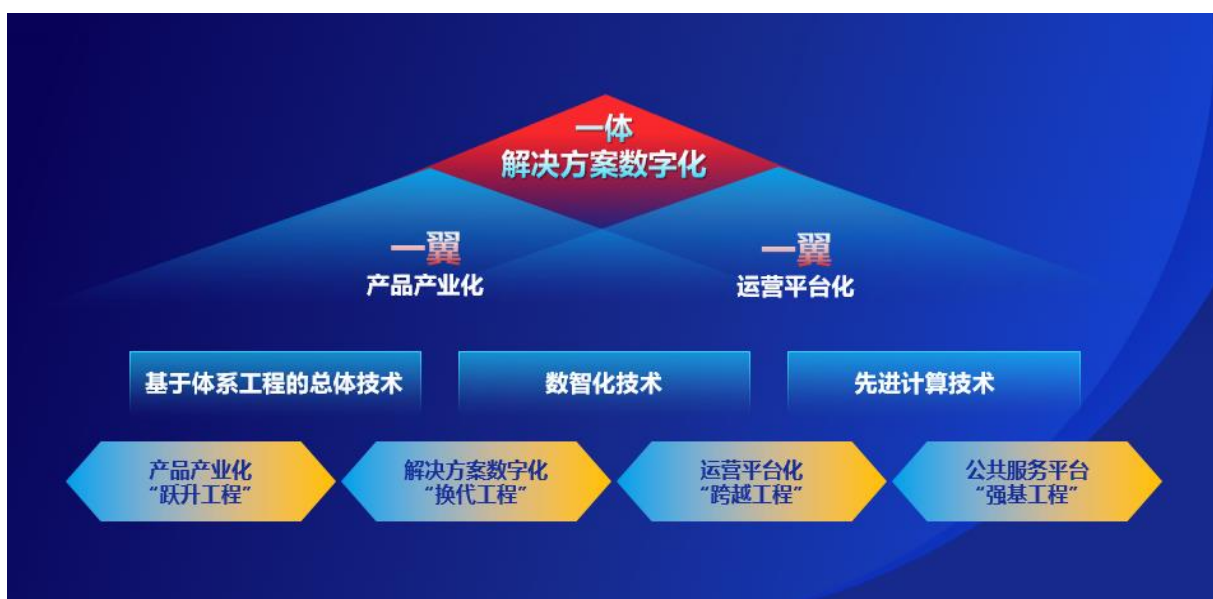 一体
解决方案数字化
一翼
产品产业化
一翼
运营平台化
基于体系工程的总体技术
数智化技术
先进计算技术
产品产业化
“跃升工程”
解决方案数字化
“换代工程”
运营平台化
“跨越工程”
公共服务平台
“强基工程”